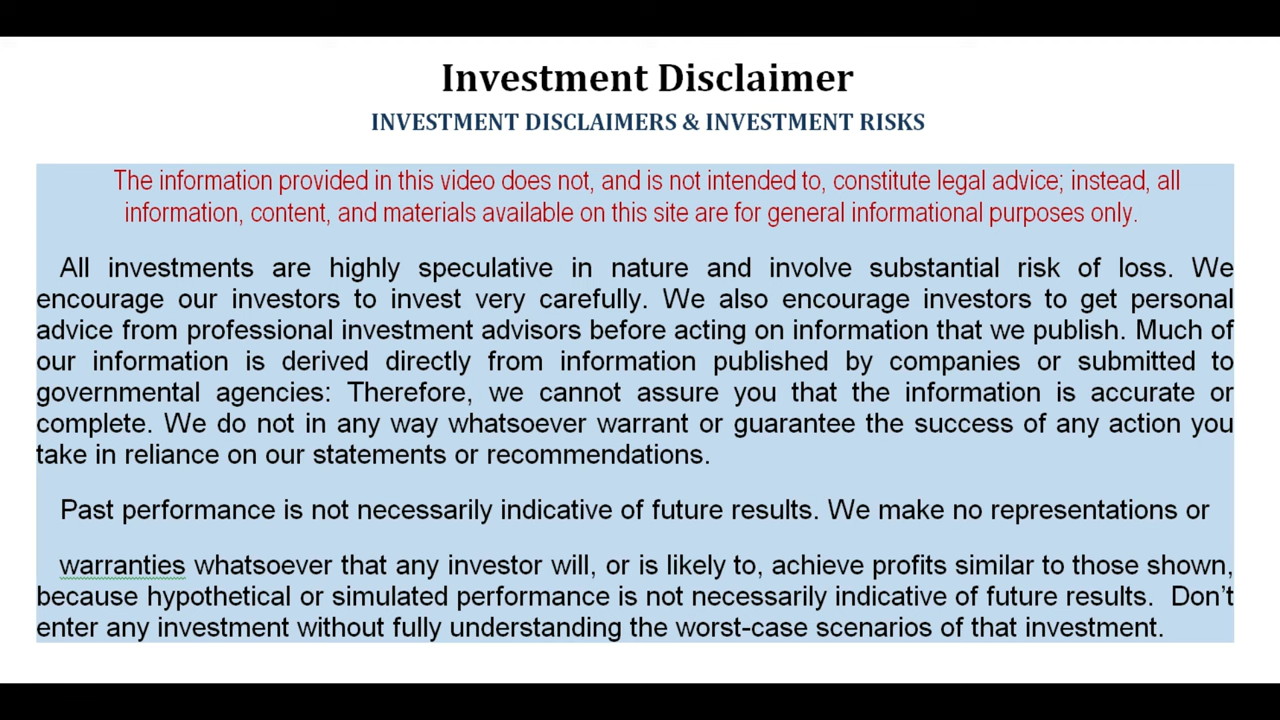 Investment Disclaimer
INVESTMENT DISCLAIMERS & INVESTMENT RISKS
The information provided in this video does not, and is not intended to, constitute legal advice; instead, all
information, content, and materials available on this site are for general informational purposes only.
All investments are highly speculative in nature and involve substantial risk of loss. We
encourage our investors to invest very carefully. We also encourage investors to get personal
advice from professional investment advisors before acting on information that we publish. Much of
our information is derived directly from information published by companies or submitted to
governmental agencies: Therefore, we cannot assure you that the information is accurate or
complete. We do not in any way whatsoever warrant or guarantee the success of any action you
take in reliance on our statements or recommendations.
Past performance is not necessarily indicative of future results. We make no representations or
warranties whatsoever that any investor will, or is likely to, achieve profits similar to those shown,
because hypothetical or simulated performance is not necessarily indicative of future results.  Don’t
enter any investment without fully understanding the worst-case scenarios of that investment.